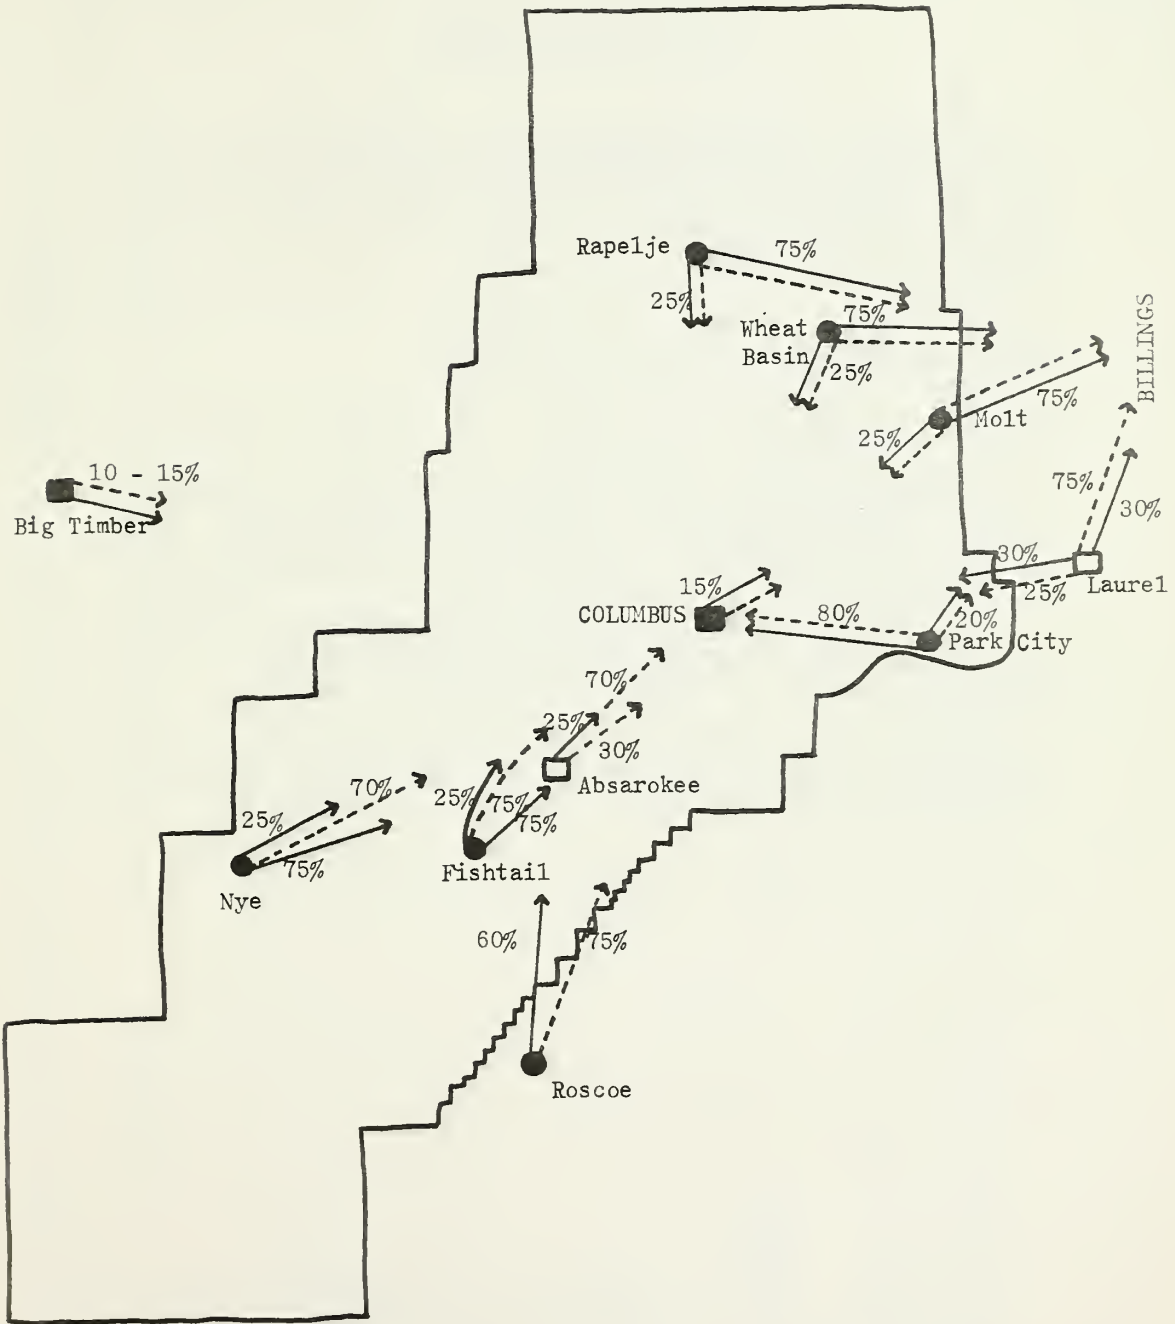 Rapelje
75%
25%
Wheat
Basin
75%
25%
BILLINGS
Molt
75%
25%
10 - 15%
Big Timber
75%
30%
30%
25%
Laurel
15%
COLUMBUS
80%
20%
Park City
70%
25%
30%
Absarokee
70%
25%
75%
Nye
25%
75%
75%
Fishtail
60%
75%
Roscoe